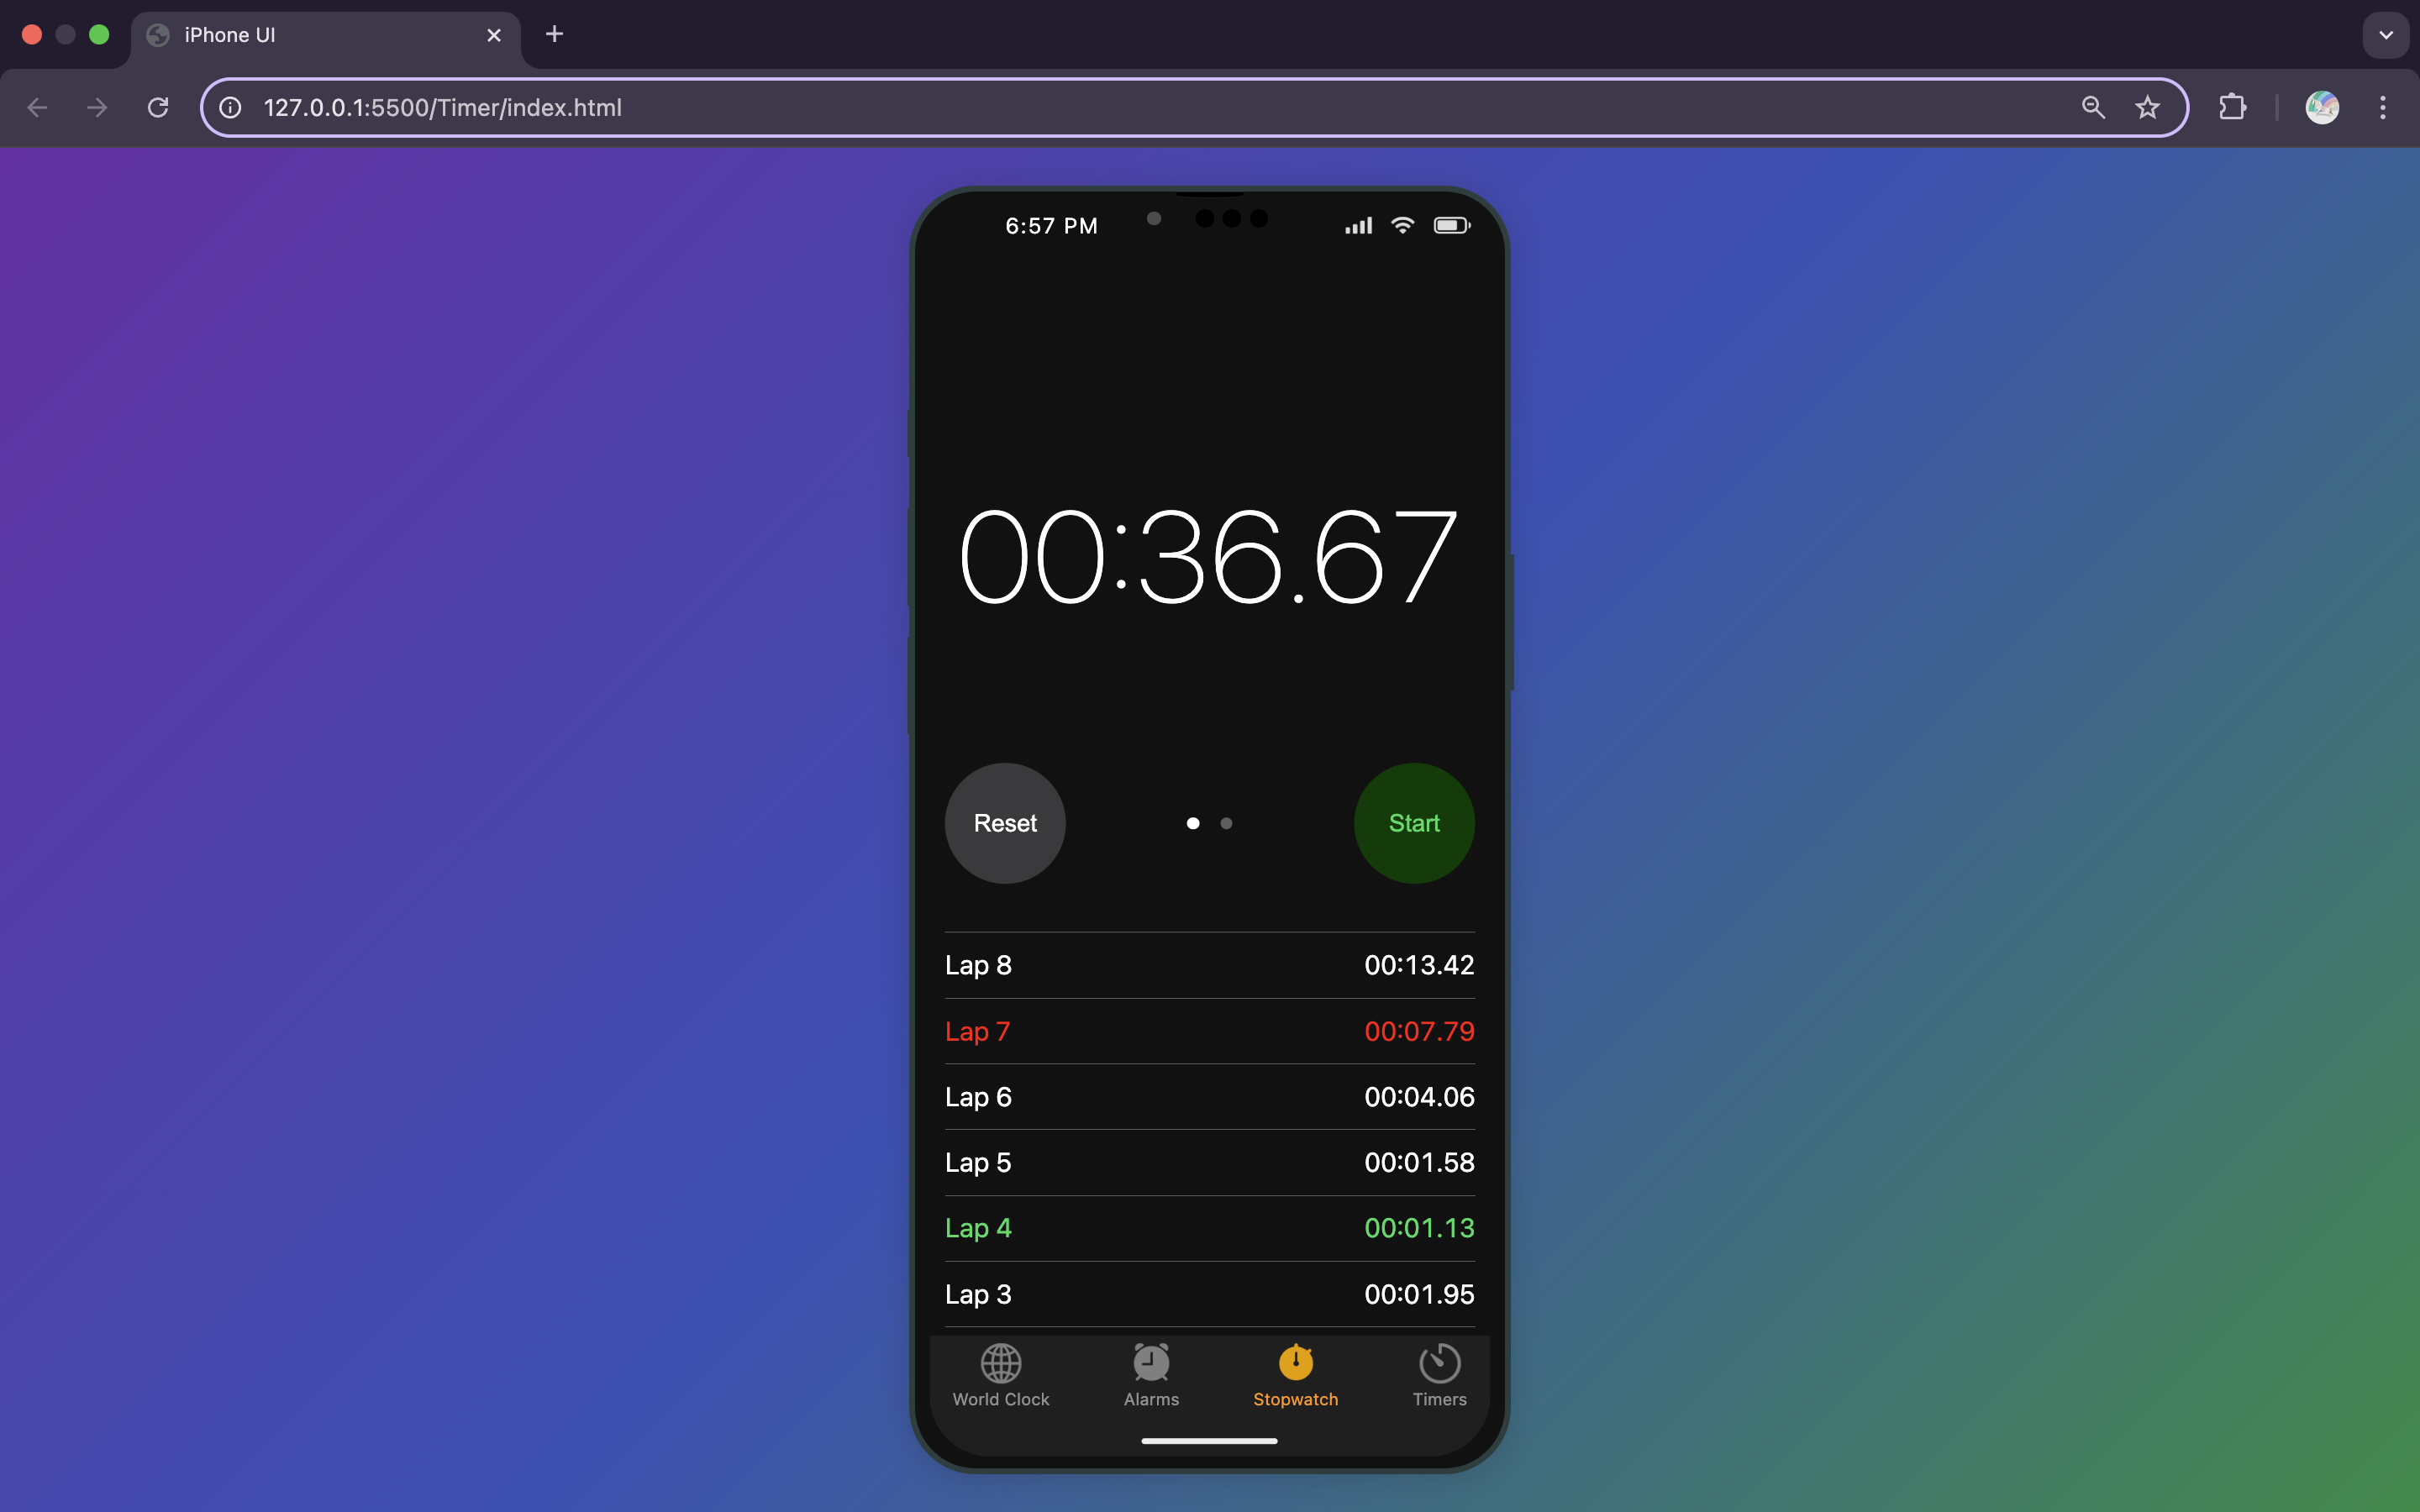 iPhone UI
127.0.0.1:5500/Timer/index.html
6:57 PM
00:36.67
Reset
Start
Lap 8 00:13.42
Lap 7 00:07.79
Lap 6 00:04.06
Lap 5 00:01.58
Lap 4 00:01.13
Lap 3 00:01.95
World Clock Alarms Stopwatch Timers